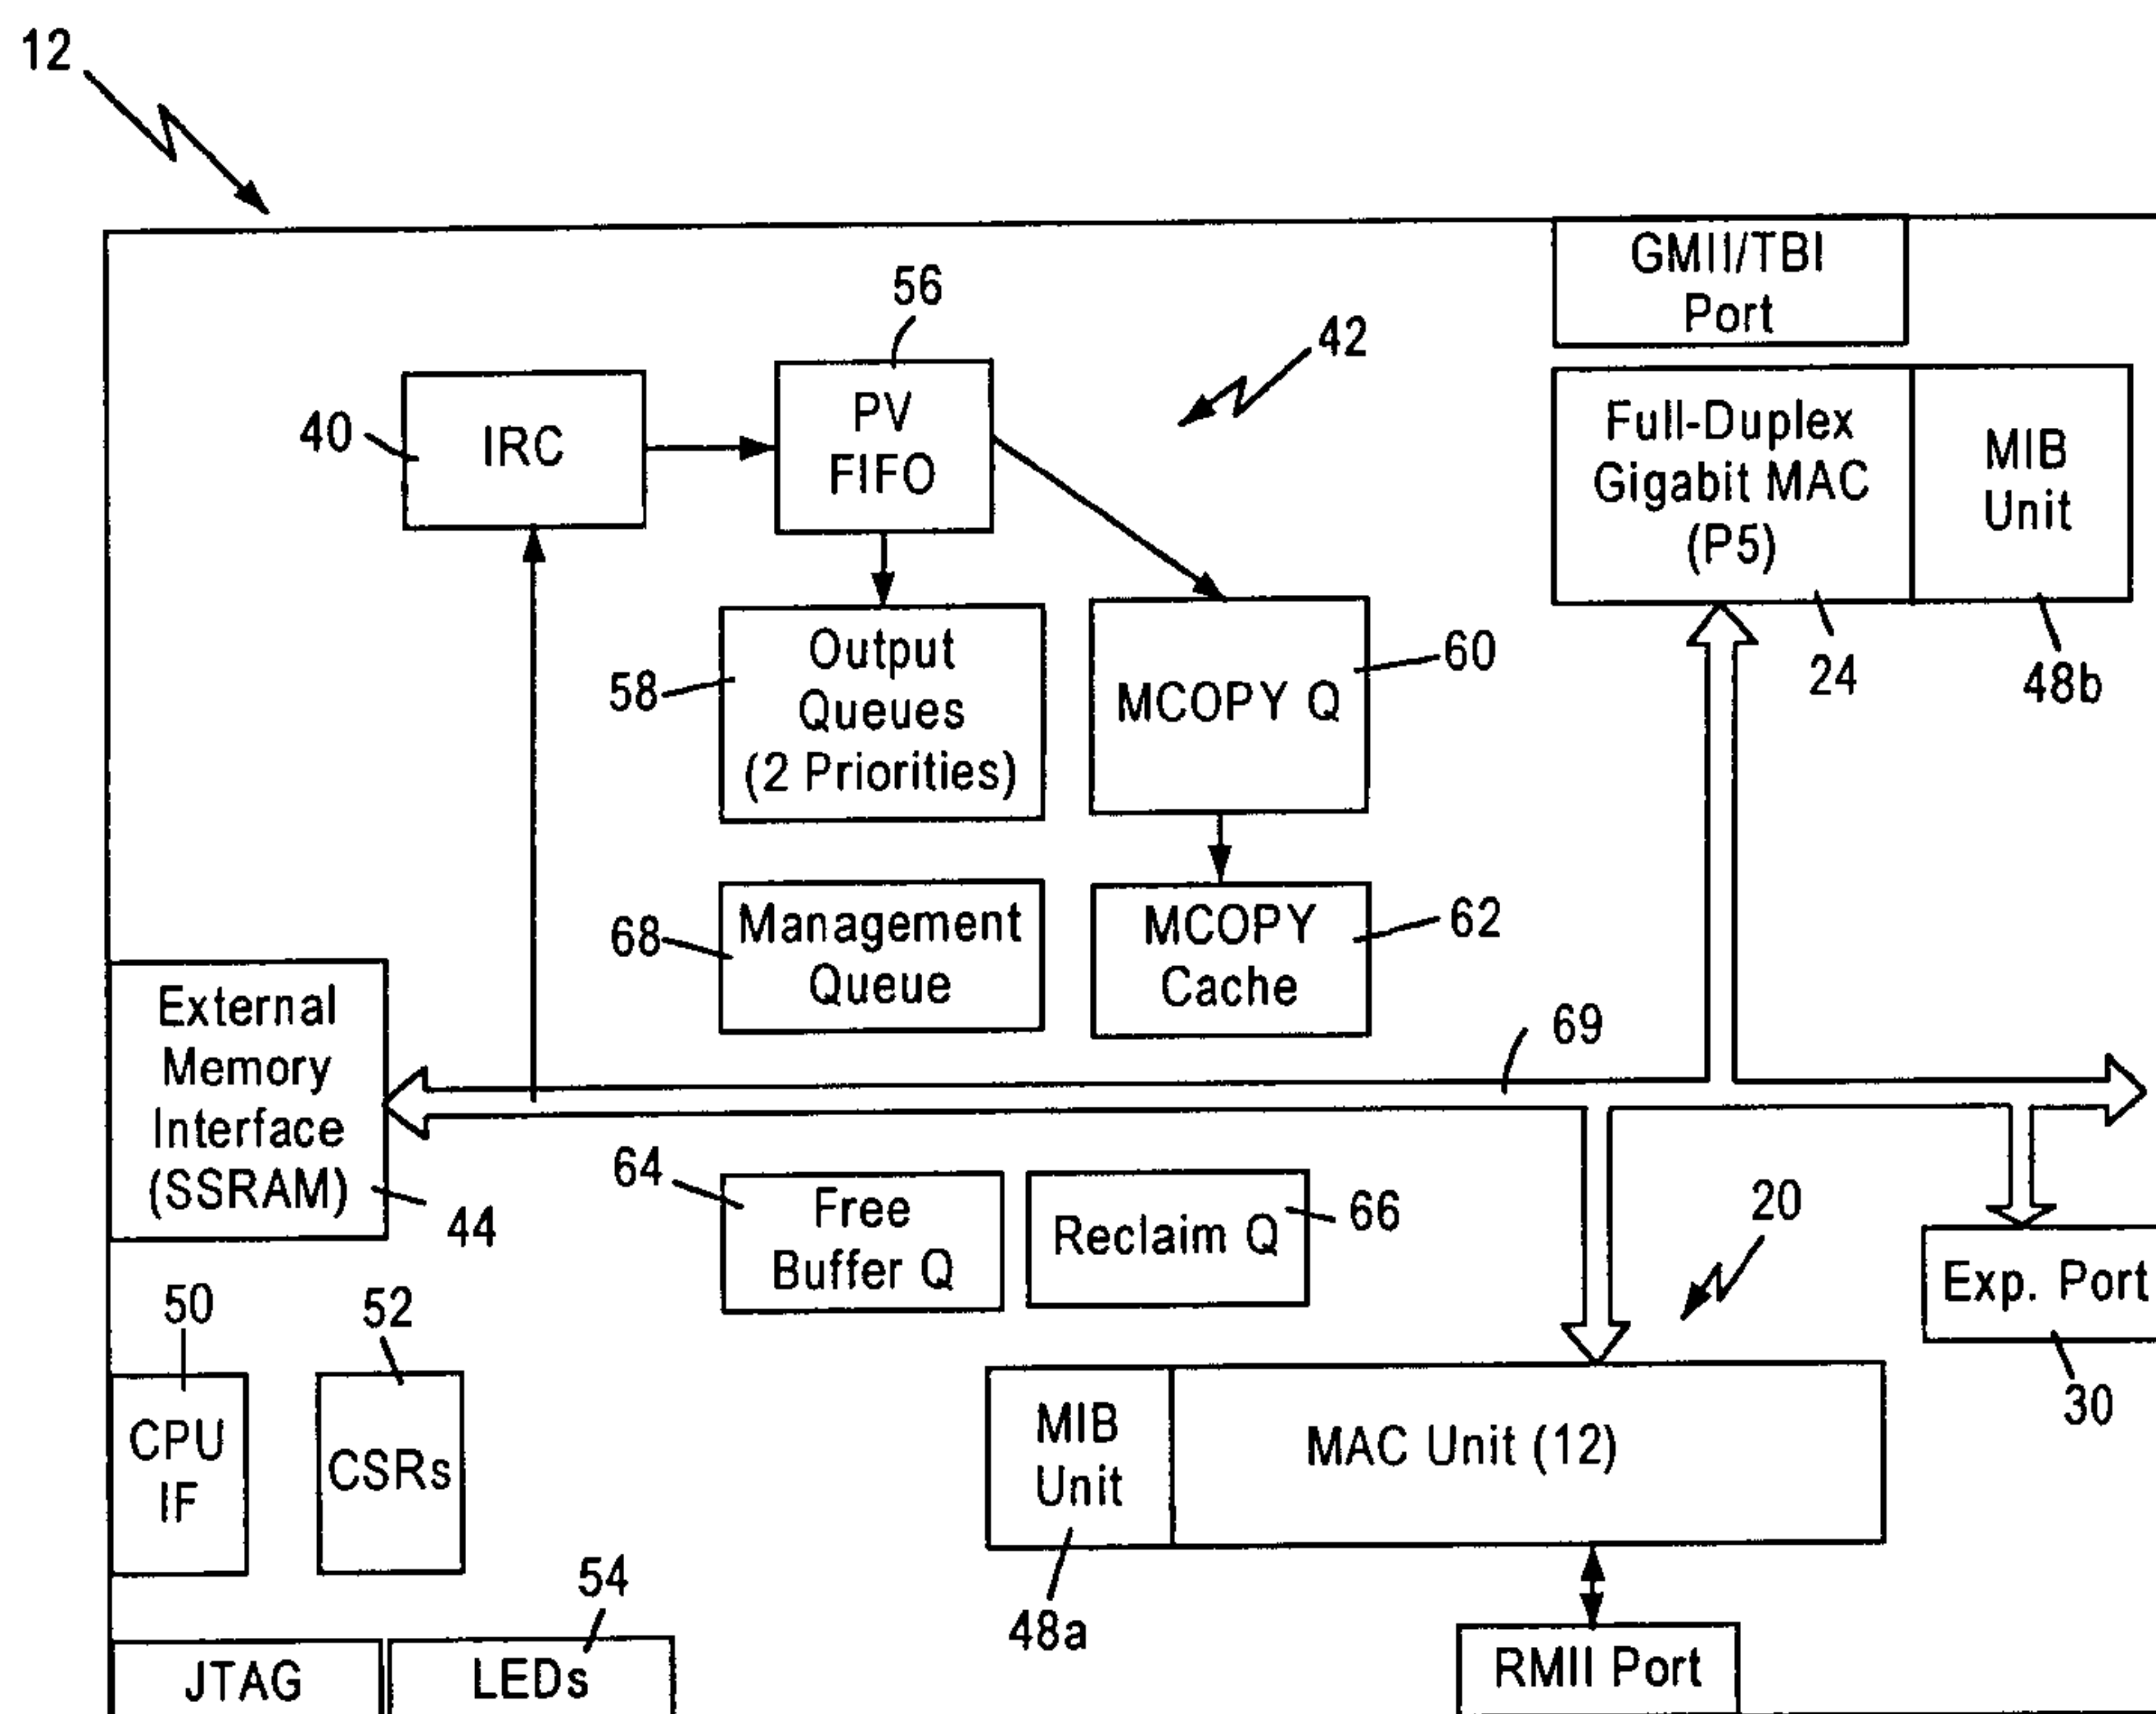 12
GMII/TBI
Port
56
42
40
IRC
PV
FIFO
Full-Duplex
Gigabit MAC
(P5)
MIB
Unit
58
Output
Queues
(2 Priorities)
MCOPY Q
60
24
48b
68
Management
Queue
MCOPY
Cache
62
69
External
Memory
Interface
(SSRAM)
44
64
Free
Buffer Q
Reclaim Q
66
20
Exp. Port
30
50
52
CPU
IF
CSRs
MIB
Unit
MAC Unit (12)
48a
54
JTAG
LEDs
RMII Port